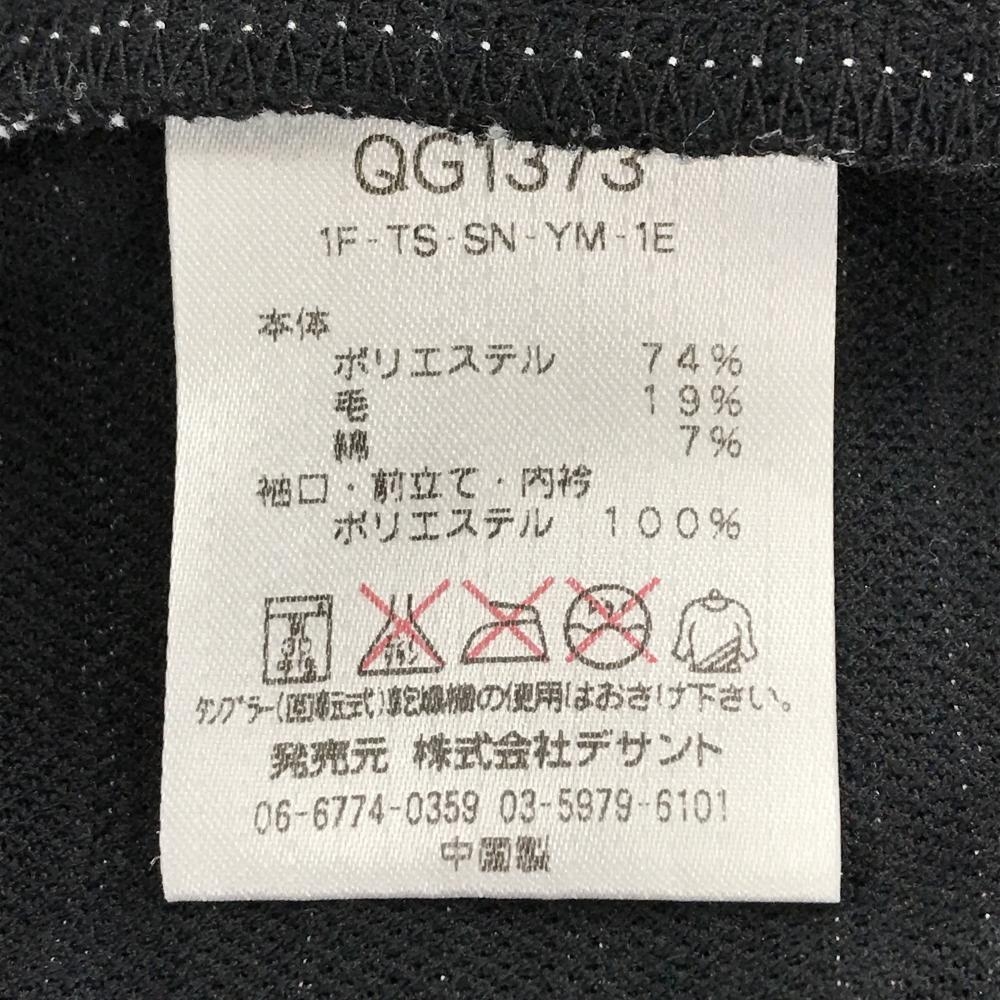 QG1373
1F-TS-SN-YM-1E
本体
ポリエステル 74%
毛 19%
綿 7%
袖口・前立て・内衿
ポリエステル 100%
タンブラー(回転式)乾燥機の使用はおさけ下さい。
発売元 株式会社デサント
06-6774-0359 03-5979-6101
中国製